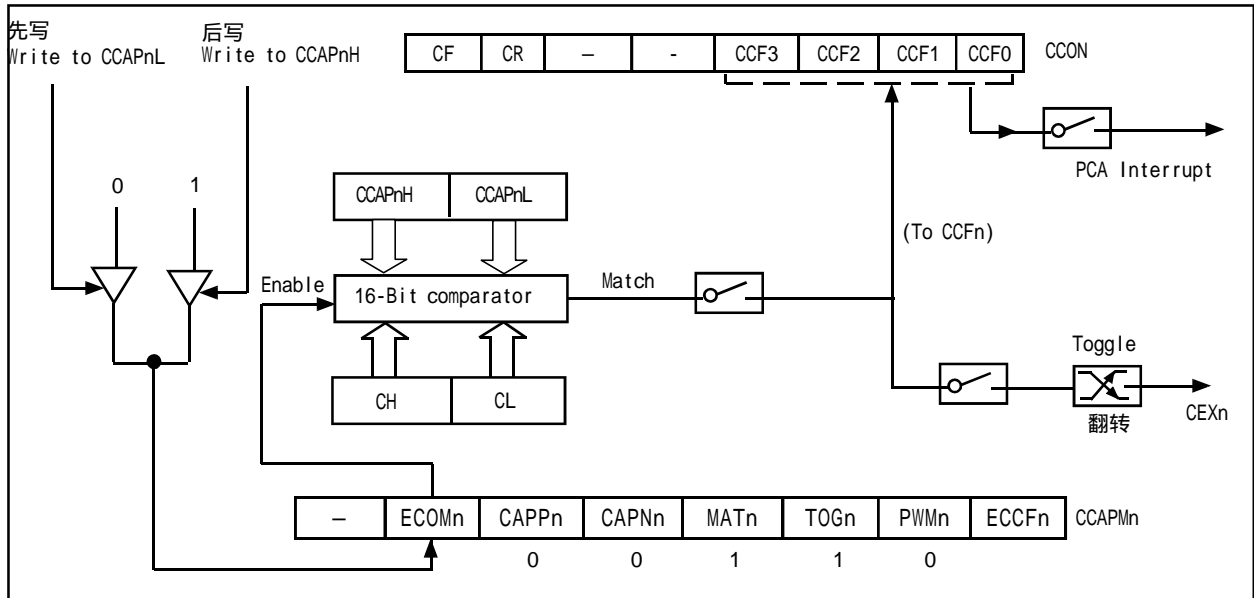 先写
Write to CCAPnL
后写
Write to CCAPnH
CF CR – - CCF3 CCF2 CCF1 CCF0 CCON
PCA Interrupt
0 1
CCAPnH CCAPnL
(To CCFn)
Enable
16-Bit comparator
Match
Toggle
CH CL
翻转
CEXn
– ECOMn CAPPn CAPNn MATn TOGn PWMn ECCFn CCAPMn
0 0 1 1 0